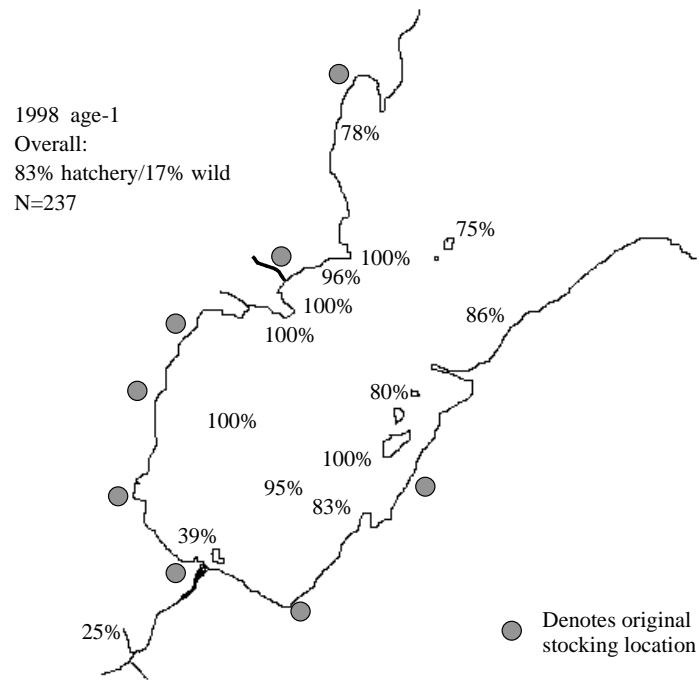 1998 age-1
Overall:
83% hatchery/17% wild
N=237
78%
75%
100%
96%
100%
86%
100%
80%
100%
100%
95%
83%
39%
25%
Denotes original
stocking location